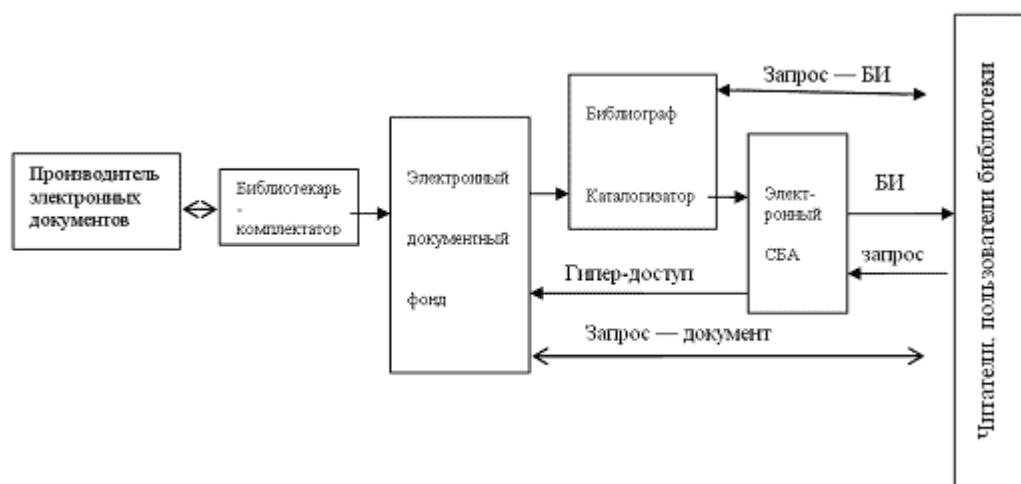 Производитель
электронных
документов
Библиотекарь
-
комплектатор
Электронный
документный
фонд
Библиограф
Каталогизатор
Запрос — БИ
Элект-
ронный
СБА
БИ
запрос
Гипер-доступ
Запрос — документ
Читатели, пользователи библиотеки